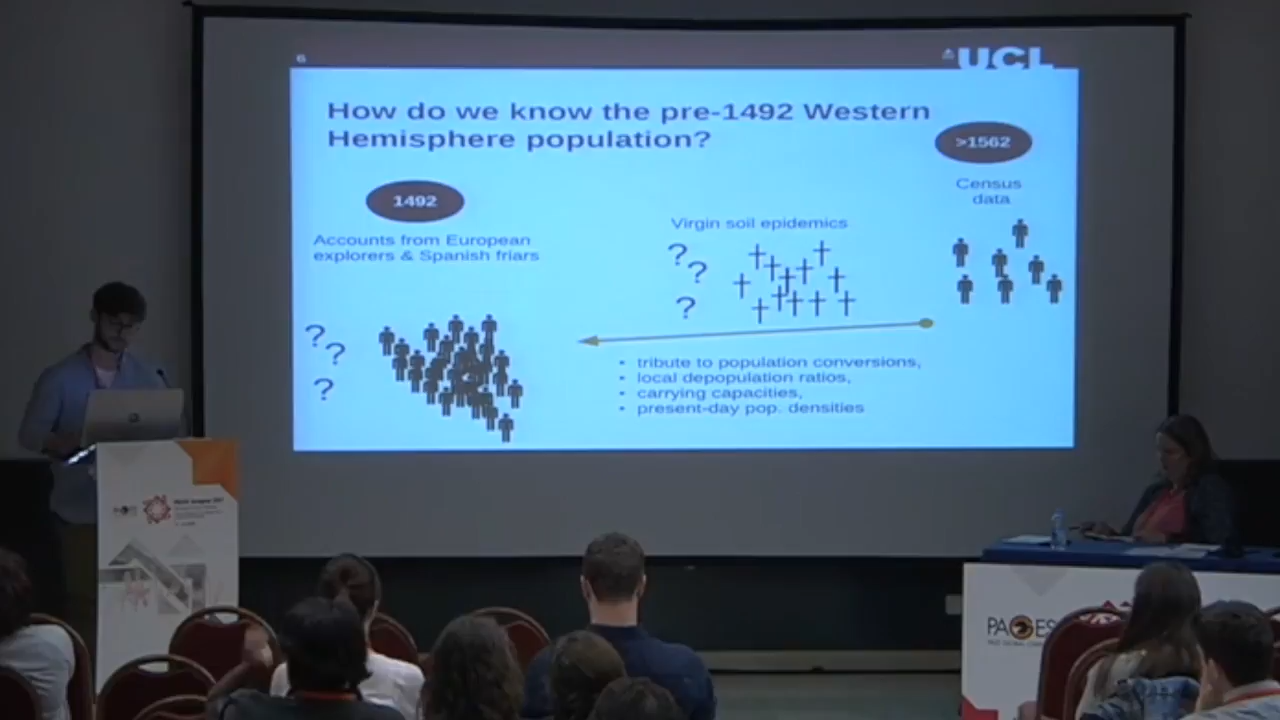 6
UCL
How do we know the pre-1492 Western
Hemisphere population?
>1562
Census
data
1492
Accounts from European
explorers & Spanish friars
Virgin soil epidemics
? ? ?
? ? ?
• tribute to population conversions,
• local depopulation ratios,
• carrying capacities,
• present-day pop. densities
PAGES
PAGES